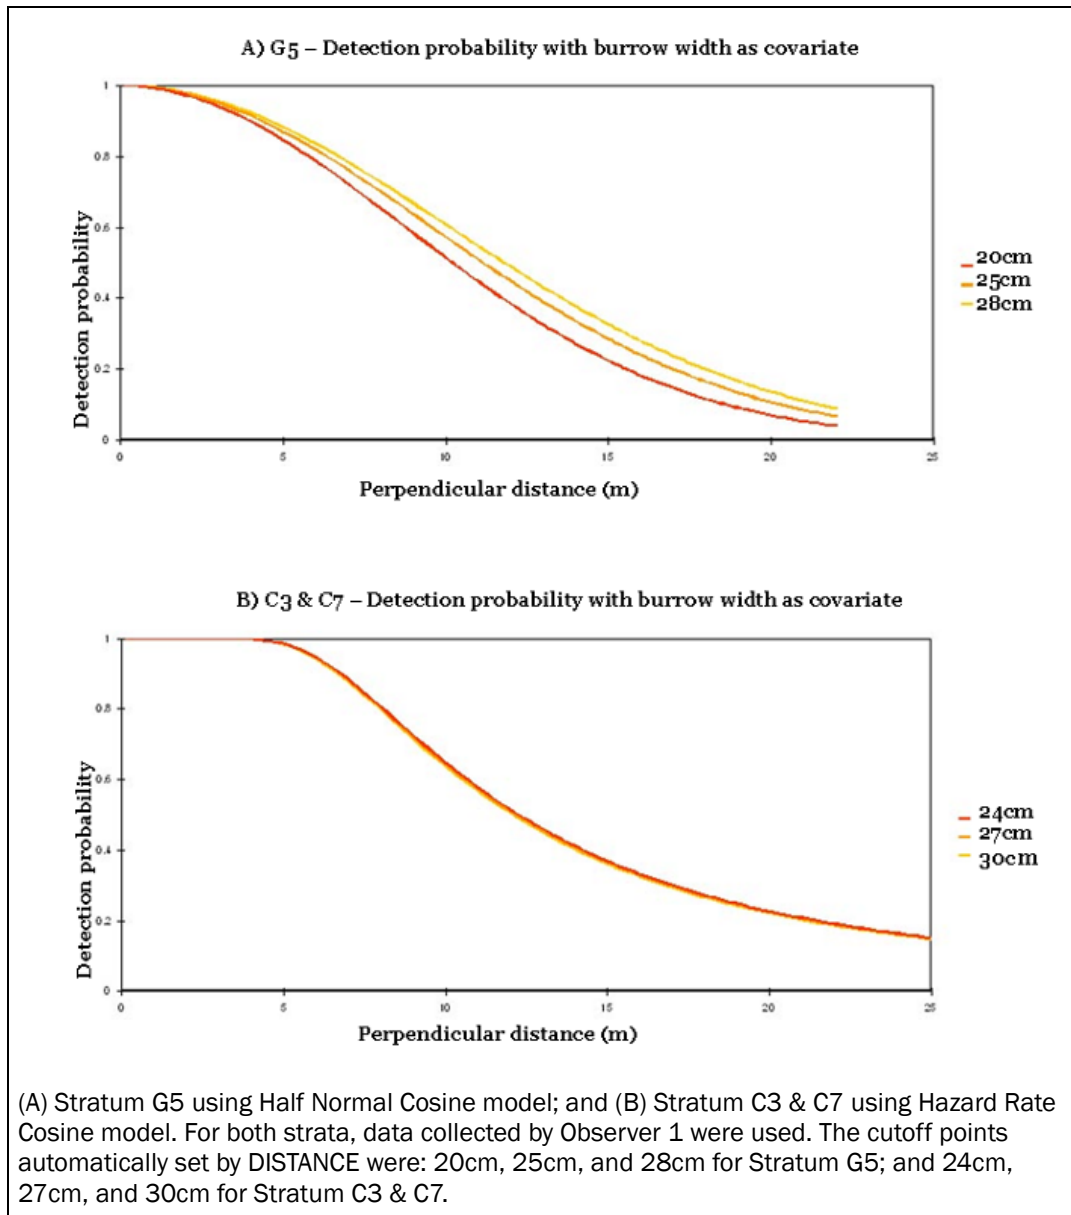 A) G5 – Detection probability with burrow width as covariate
1
0.8
0.6
0.4
0.2
0
Detection probability
0
5
10
15
20
25
Perpendicular distance (m)
20cm
25cm
28cm
B) C3 & C7 – Detection probability with burrow width as covariate
1
0.8
0.6
0.4
0.2
0
Detection probability
0
5
10
15
20
25
Perpendicular distance (m)
24cm
27cm
30cm
(A) Stratum G5 using Half Normal Cosine model; and (B) Stratum C3 & C7 using Hazard Rate
Cosine model. For both strata, data collected by Observer 1 were used. The cutoff points
automatically set by DISTANCE were: 20cm, 25cm, and 28cm for Stratum G5; and 24cm,
27cm, and 30cm for Stratum C3 & C7.